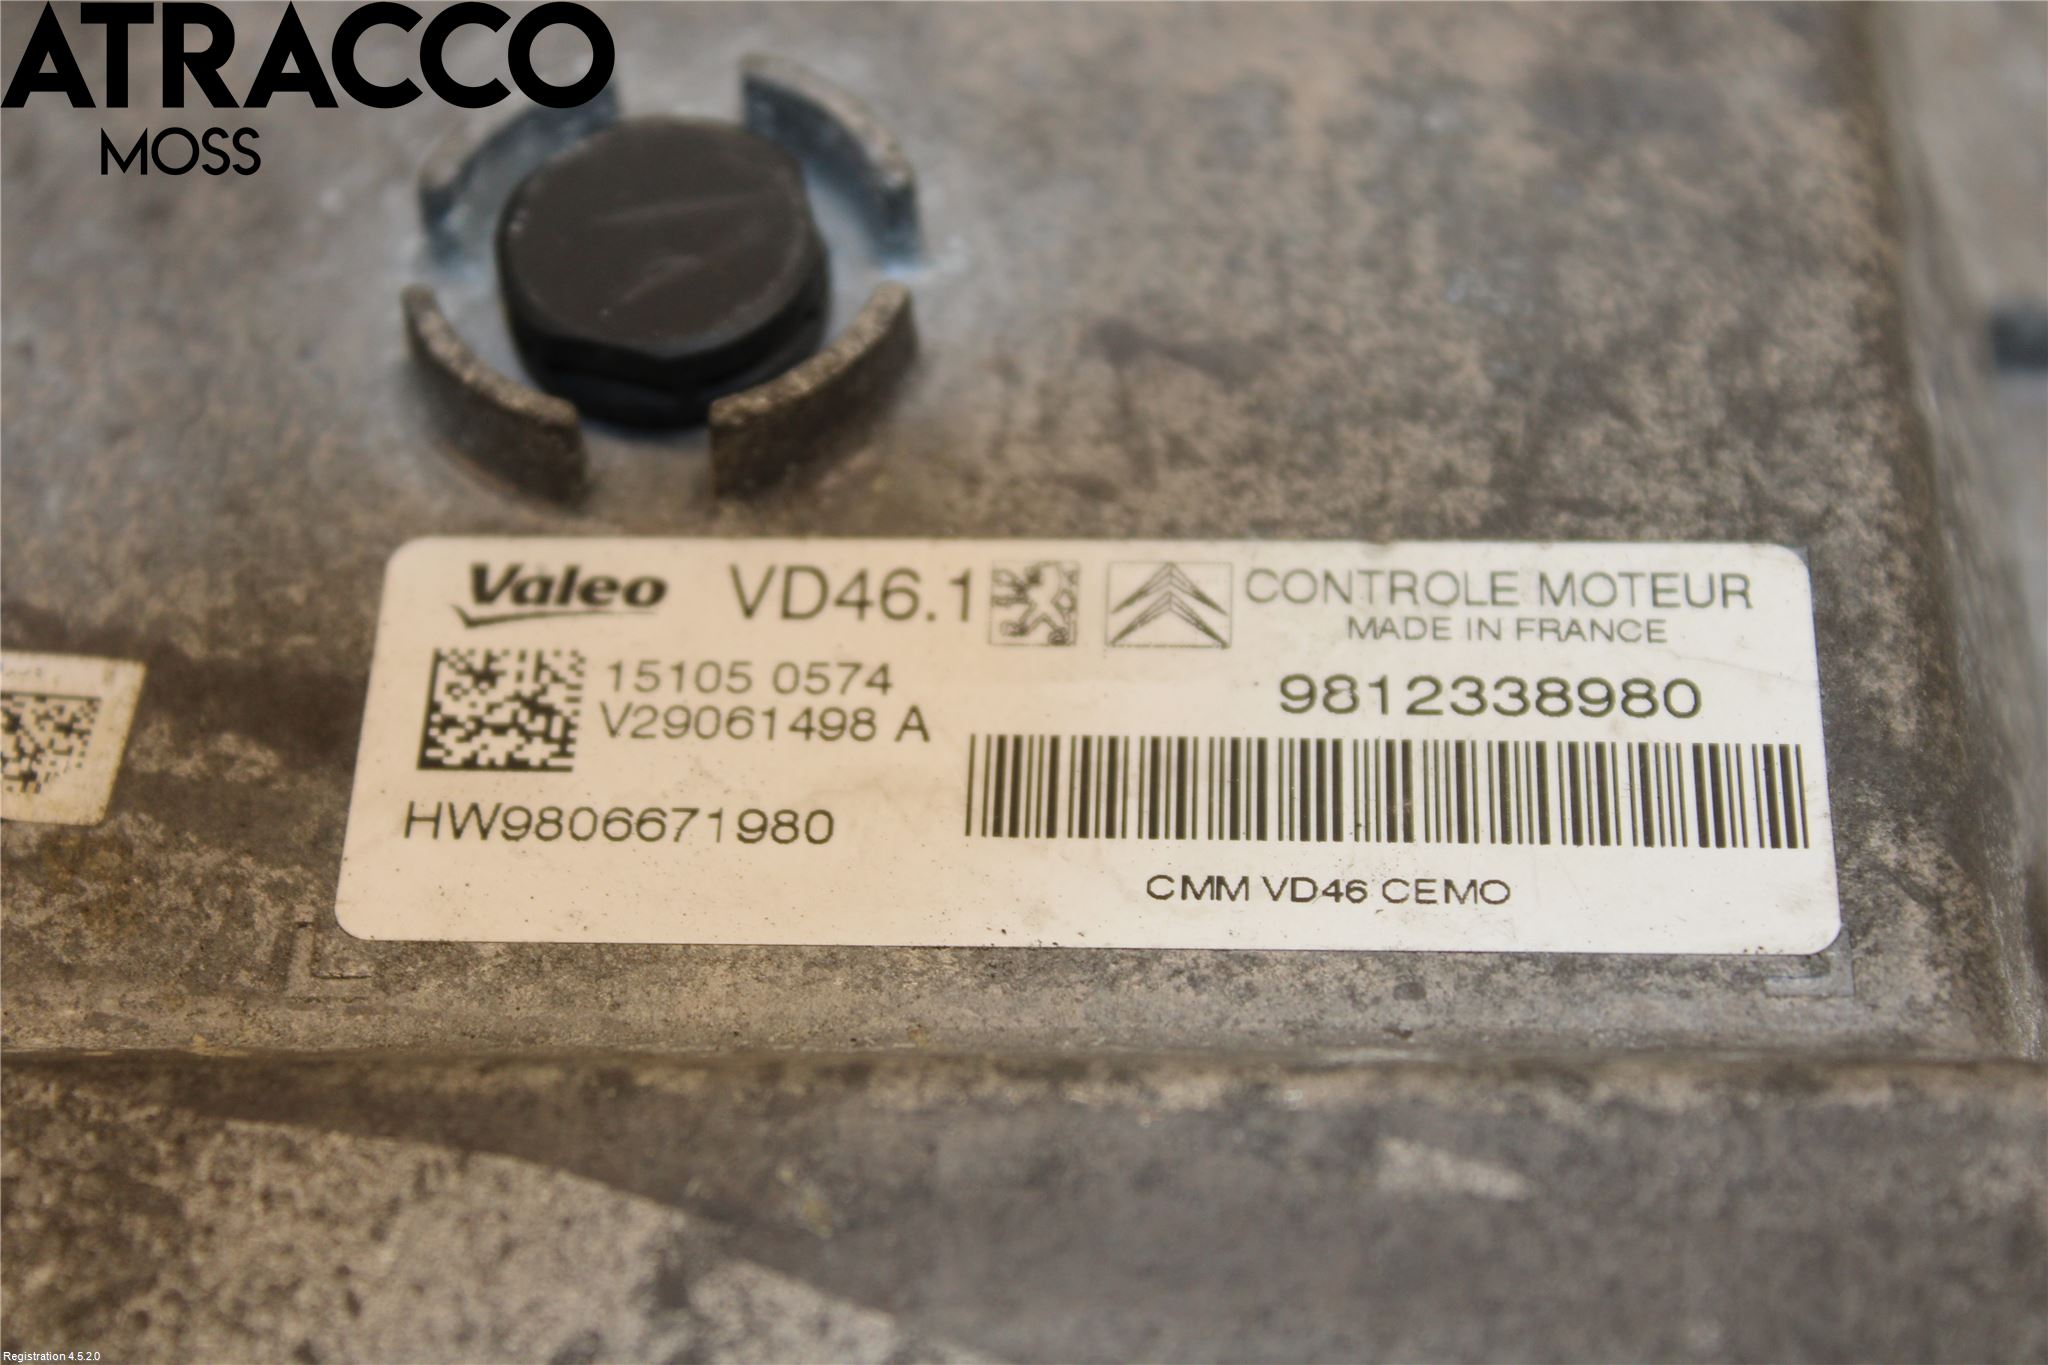 ATRACCO
MOSS
Valeo VD46.1 CONTROLE MOTEUR
MADE IN FRANCE
15105 0574
V29061498 A
9812338980
HW9806671980
CMM VD46 CEMO
Registration 4.5.2.0